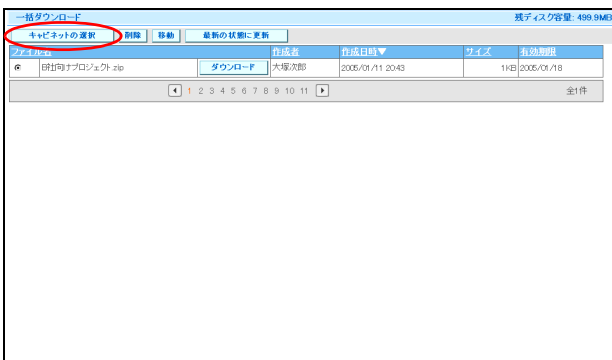 一括ダウンロード 残ディスク容量: 499.9MB
キャビネットの選択 削除 移動 最新の状態に更新
ファイル名 作成者 作成日時▼ サイズ 有効期限
B社向けプロジェクト.zip ダウンロード 大塚次郎 2005/01/11 20:43 1KB 2005/01/18
1 2 3 4 5 6 7 8 9 10 11 全1件